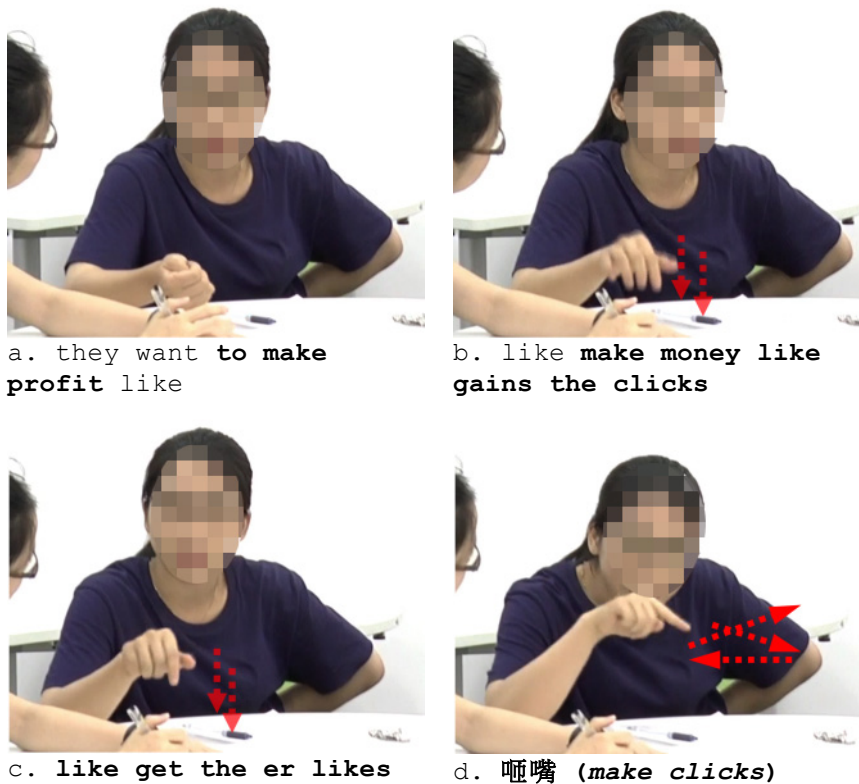 a. they want to make
profit like
b. like make money like
gains the clicks
c. like get the er likes
d. 咂嘴 (make clicks)